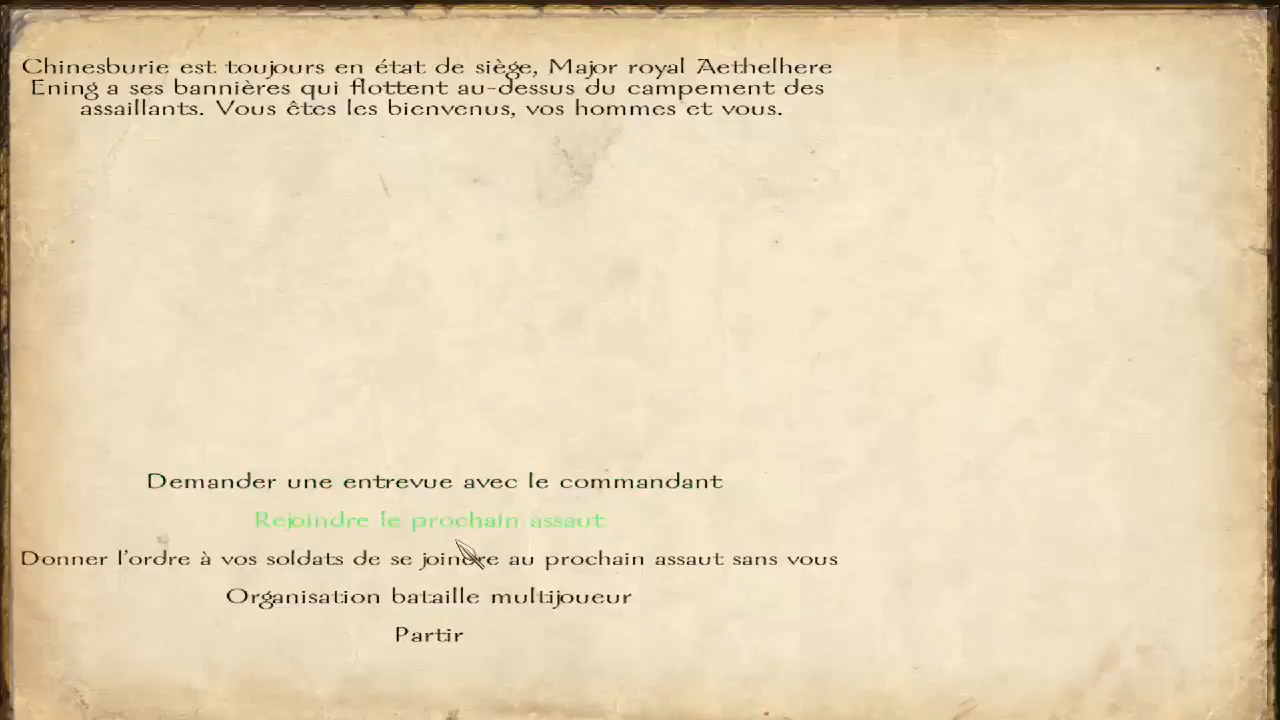 Chinesburie est toujours en état de siège, Major royal Aethelhere
Ening a ses bannières qui flottent au-dessus du campement des
assaillants. Vous êtes les bienvenus, vos hommes et vous.
Demander une entrevue avec le commandant
Rejoindre le prochain assaut
Donner l'ordre à vos soldats de se joindre au prochain assaut sans vous
Organisation bataille multijoueur
Partir